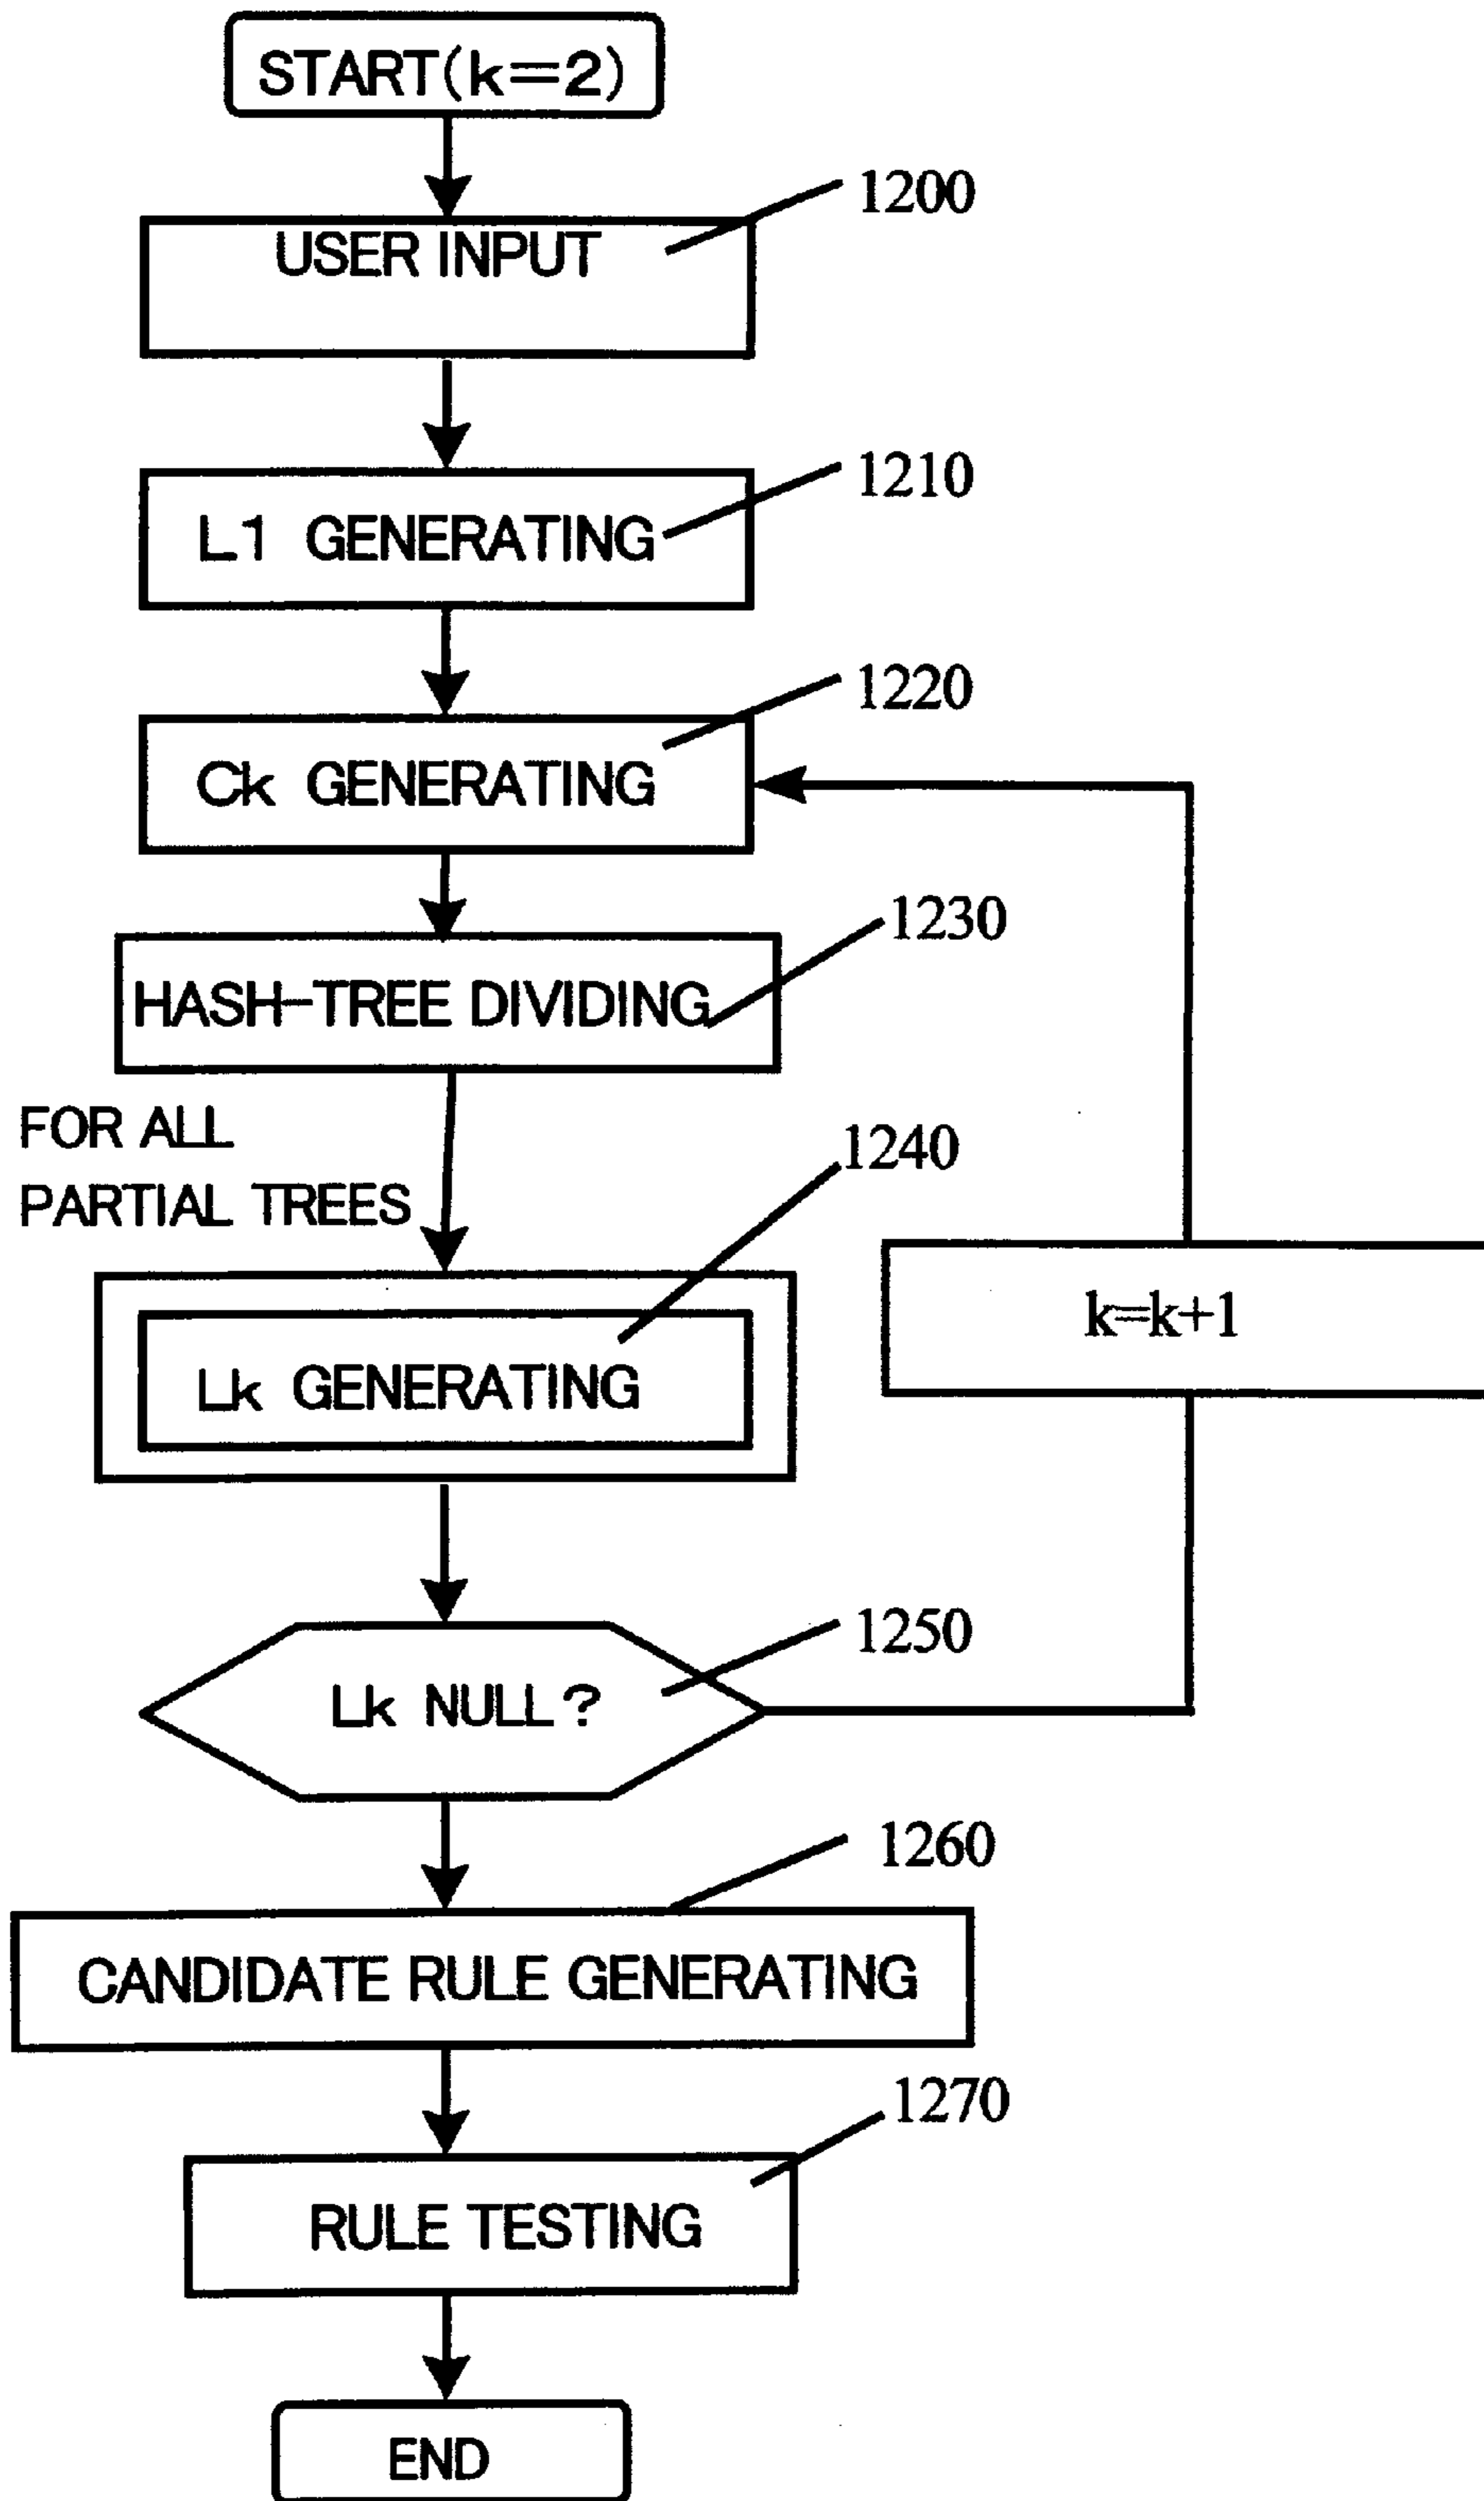 START(k=2)
1200
USER INPUT
1210
L1 GENERATING
1220
Ck GENERATING
1230
HASH-TREE DIVIDING
FOR ALL
PARTIAL TREES
1240
Lk GENERATING
k=k+1
1250
Lk NULL?
1260
CANDIDATE RULE GENERATING
1270
RULE TESTING
END